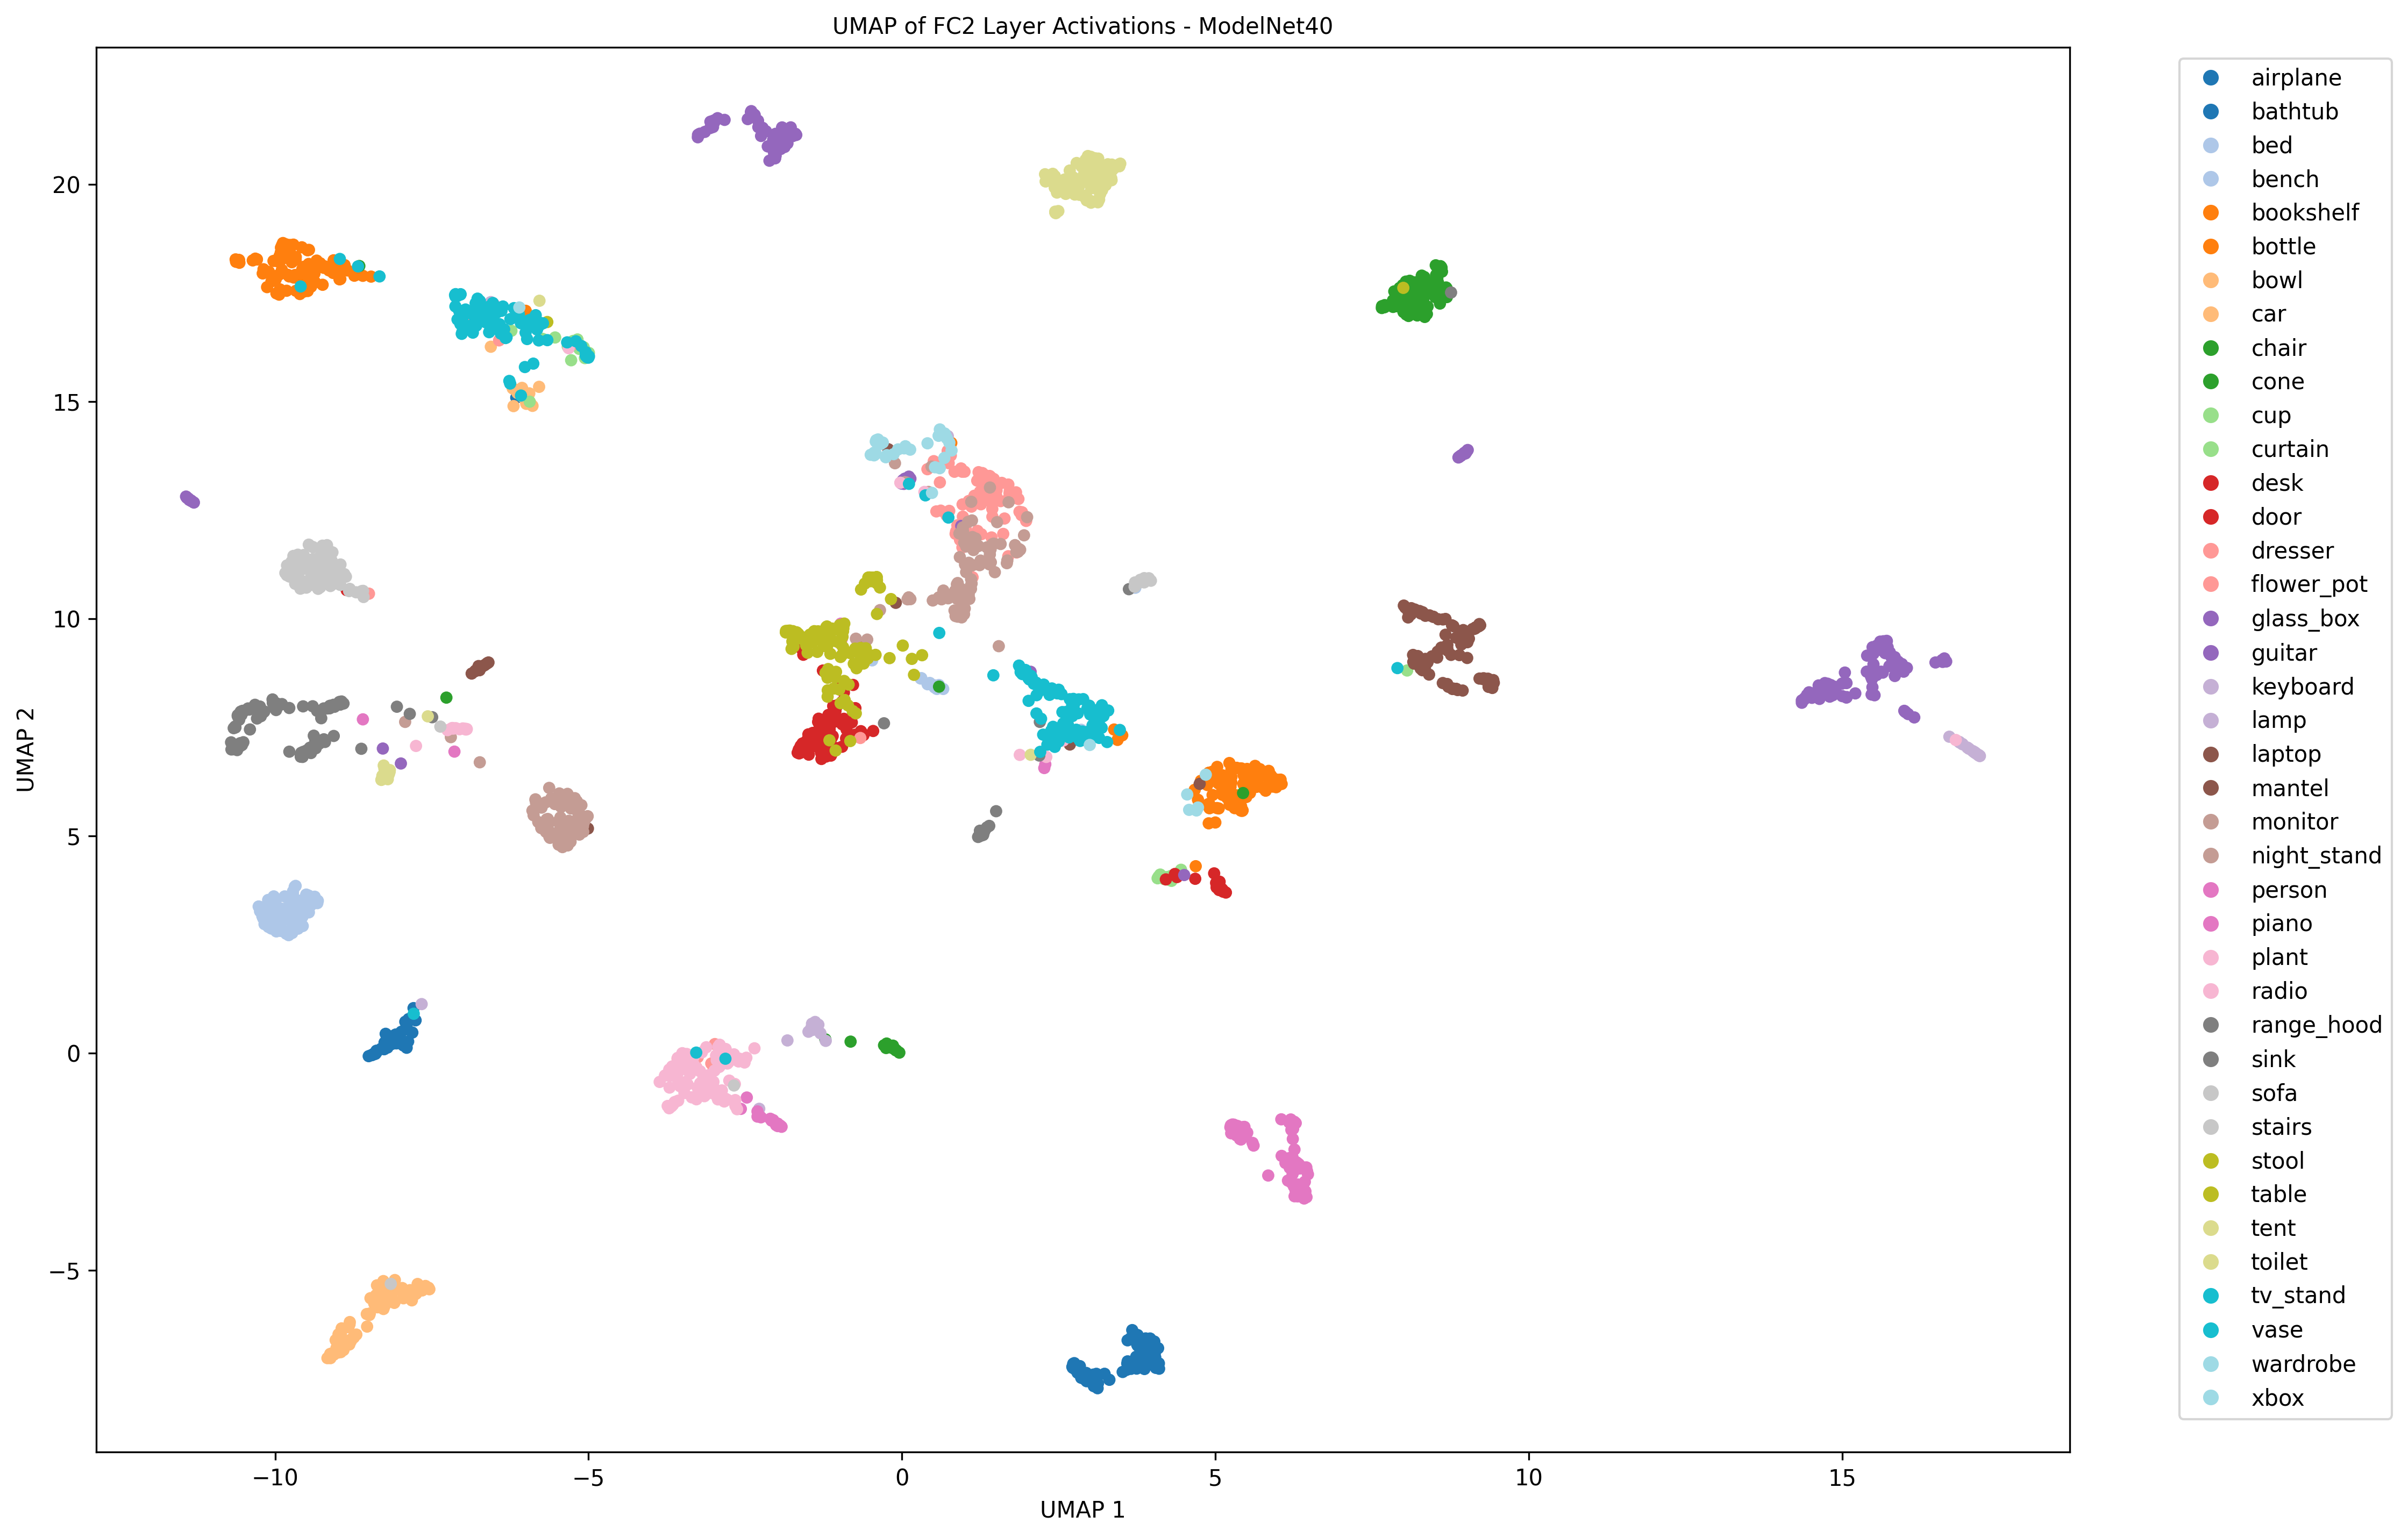 UMAP of FC2 Layer Activations - ModelNet40
20
15
10
5
0
−5
UMAP 2
−10
−5
0
5
10
15
UMAP 1
airplane
bathtub
bed
bench
bookshelf
bottle
bowl
car
chair
cone
cup
curtain
desk
door
dresser
flower_pot
glass_box
guitar
keyboard
lamp
laptop
mantel
monitor
night_stand
person
piano
plant
radio
range_hood
sink
sofa
stairs
stool
table
tent
toilet
tv_stand
vase
wardrobe
xbox